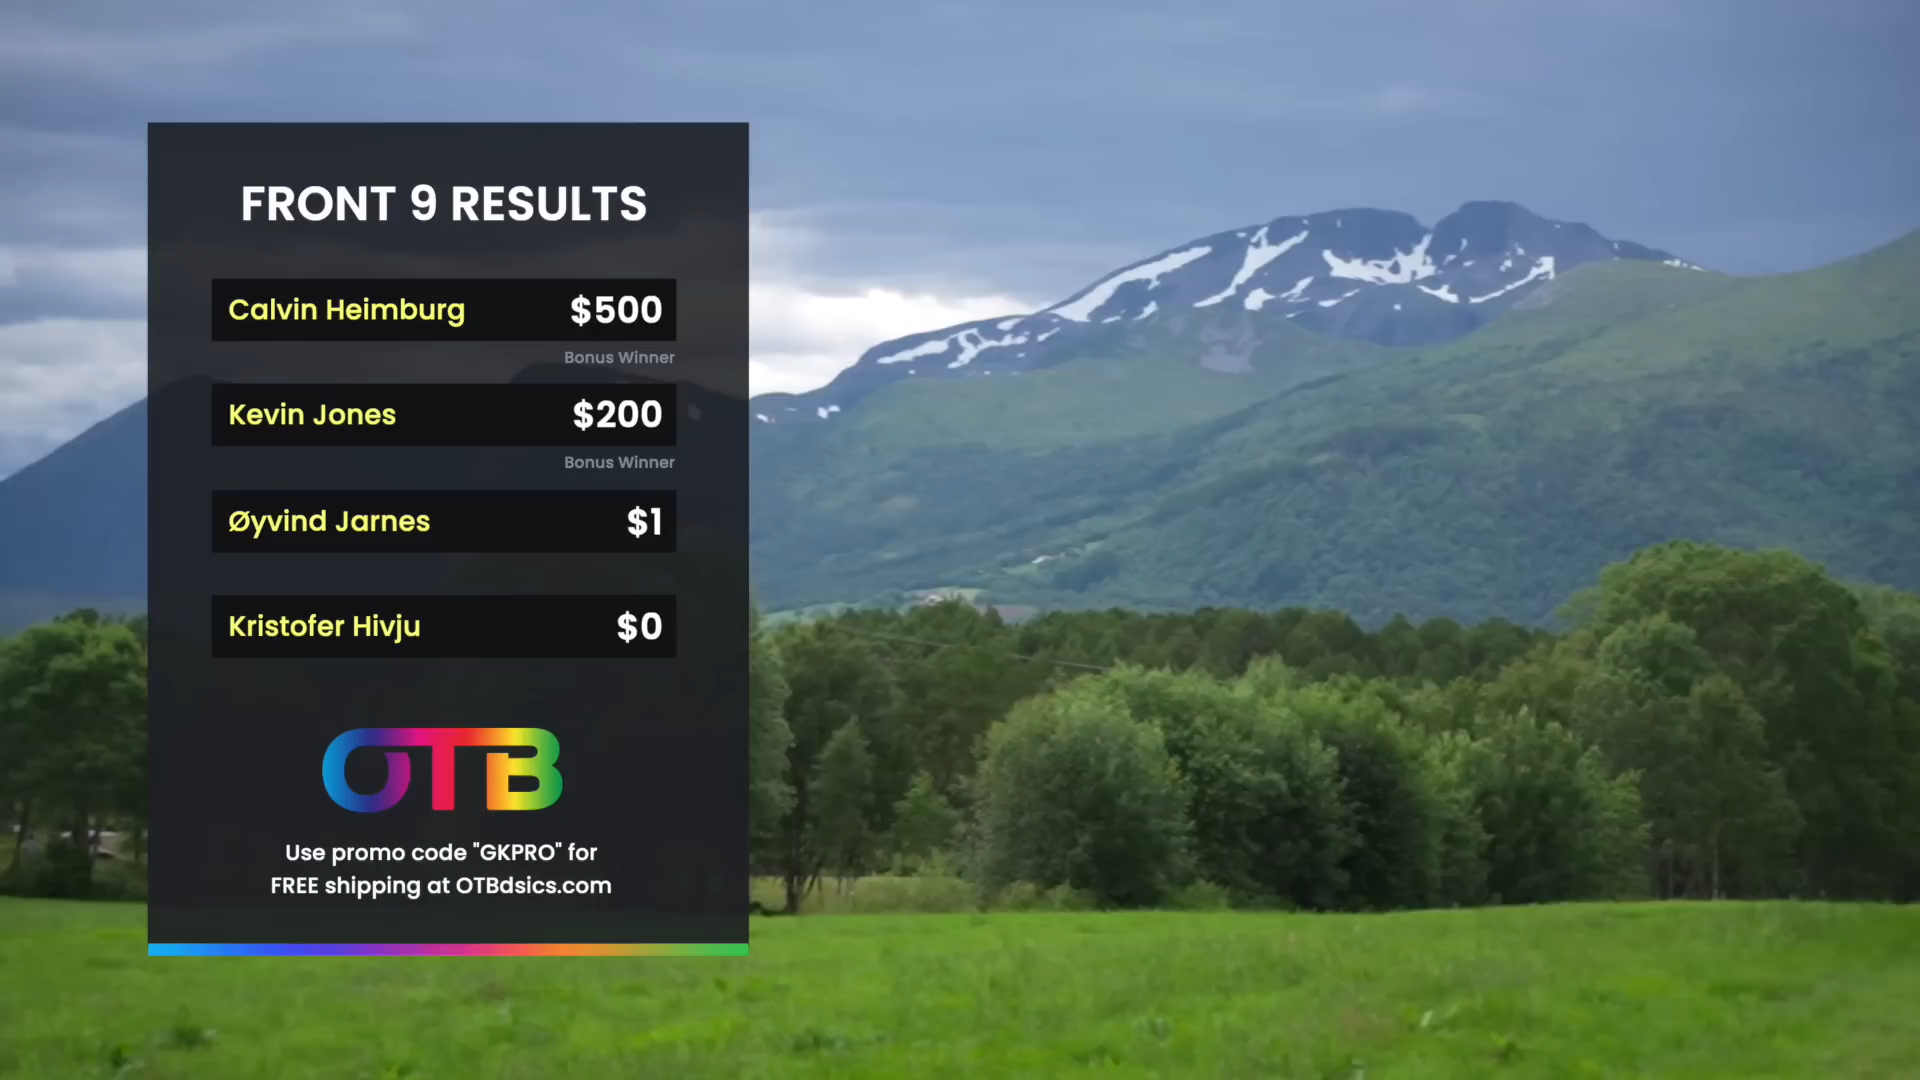 FRONT 9 RESULTS
Calvin Heimburg $500
Bonus Winner
Kevin Jones $200
Bonus Winner
Øyvind Jarnes $1
Kristofer Hivju $0
OTB
Use promo code "GKPRO" for
FREE shipping at OTBdsics.com